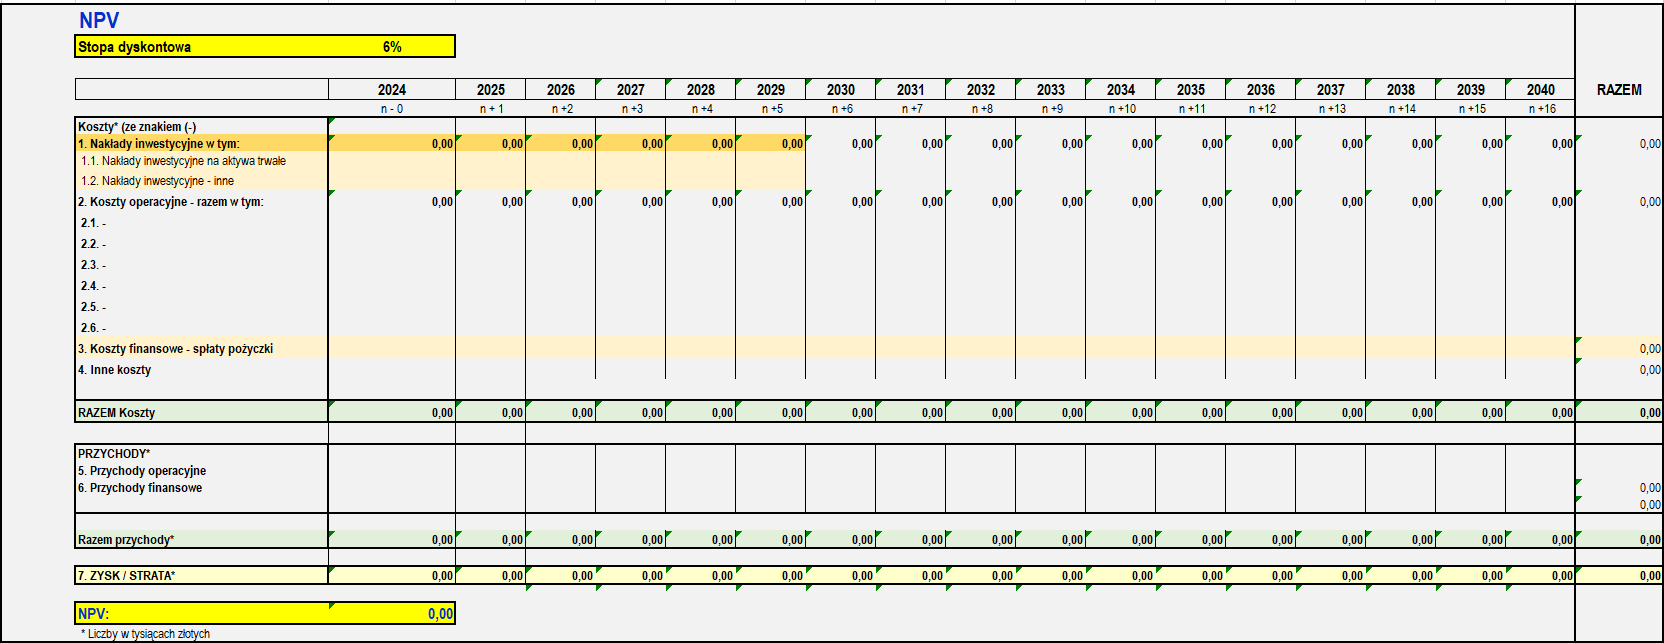 NPV
Stopa dyskontowa 6%
2024 2025 2026 2027 2028 2029 2030 2031 2032 2033 2034 2035 2036 2037 2038 2039 2040 RAZEM
n - 0 n + 1 n +2 n +3 n +4 n +5 n +6 n +7 n +8 n +9 n +10 n +11 n +12 n +13 n +14 n +15 n +16
Koszty* (ze znakiem (-)
1. Nakłady inwestycyjne w tym: 0,00 0,00 0,00 0,00 0,00 0,00 0,00 0,00 0,00 0,00 0,00 0,00 0,00 0,00 0,00 0,00 0,00 0,00
1.1. Nakłady inwestycyjne na aktywa trwałe
1.2. Nakłady inwestycyjne - inne
2. Koszty operacyjne - razem w tym: 0,00 0,00 0,00 0,00 0,00 0,00 0,00 0,00 0,00 0,00 0,00 0,00 0,00 0,00 0,00 0,00 0,00 0,00
2.1. -
2.2. -
2.3. -
2.4. -
2.5. -
2.6. -
3. Koszty finansowe - spłaty pożyczki 0,00
4. Inne koszty 0,00
RAZEM Koszty 0,00 0,00 0,00 0,00 0,00 0,00 0,00 0,00 0,00 0,00 0,00 0,00 0,00 0,00 0,00 0,00 0,00 0,00
PRZYCHODY*
5. Przychody operacyjne
6. Przychody finansowe 0,00
0,00
Razem przychody* 0,00 0,00 0,00 0,00 0,00 0,00 0,00 0,00 0,00 0,00 0,00 0,00 0,00 0,00 0,00 0,00 0,00 0,00
7. ZYSK / STRATA* 0,00 0,00 0,00 0,00 0,00 0,00 0,00 0,00 0,00 0,00 0,00 0,00 0,00 0,00 0,00 0,00 0,00 0,00
NPV: 0,00
* Liczby w tysiącach złotych